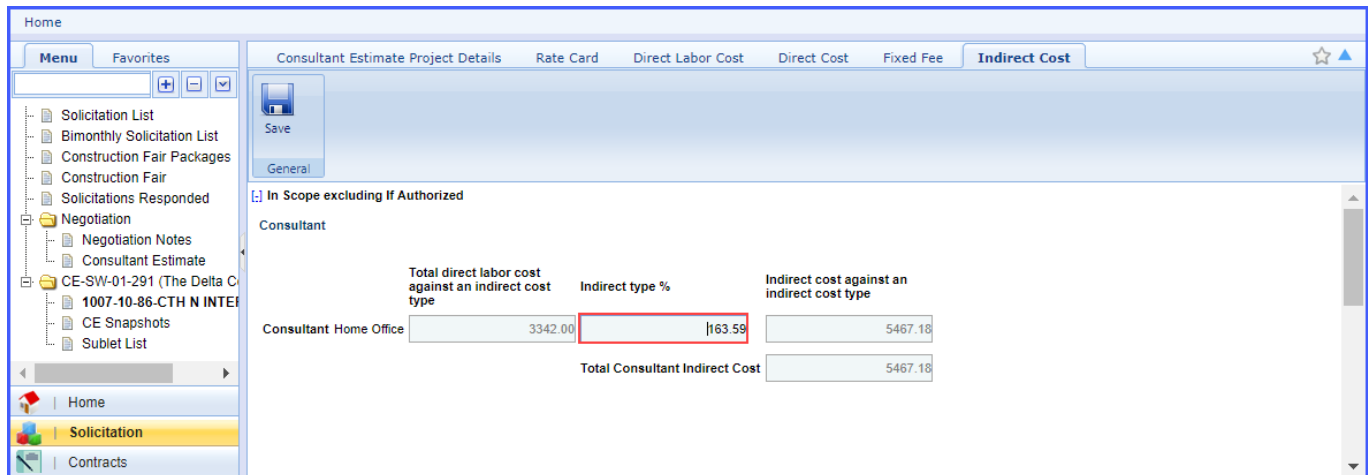 Home
Menu
Favorites
Consultant Estimate Project Details
Rate Card
Direct Labor Cost
Direct Cost
Fixed Fee
Indirect Cost
Solicitation List
Bimonthly Solicitation List
Construction Fair Packages
Construction Fair
Solicitations Responded
Negotiation
Negotiation Notes
Consultant Estimate
CE-SW-01-291 (The Delta C
1007-10-86-CTH N INTE
CE Snapshots
Sublet List
Home
Solicitation
Contracts
Save
General
[-] In Scope excluding If Authorized
Consultant
Total direct labor cost
against an indirect cost
type
Indirect type %
Indirect cost against an
indirect cost type
Consultant Home Office
3342.00
163.59
5467.18
Total Consultant Indirect Cost
5467.18